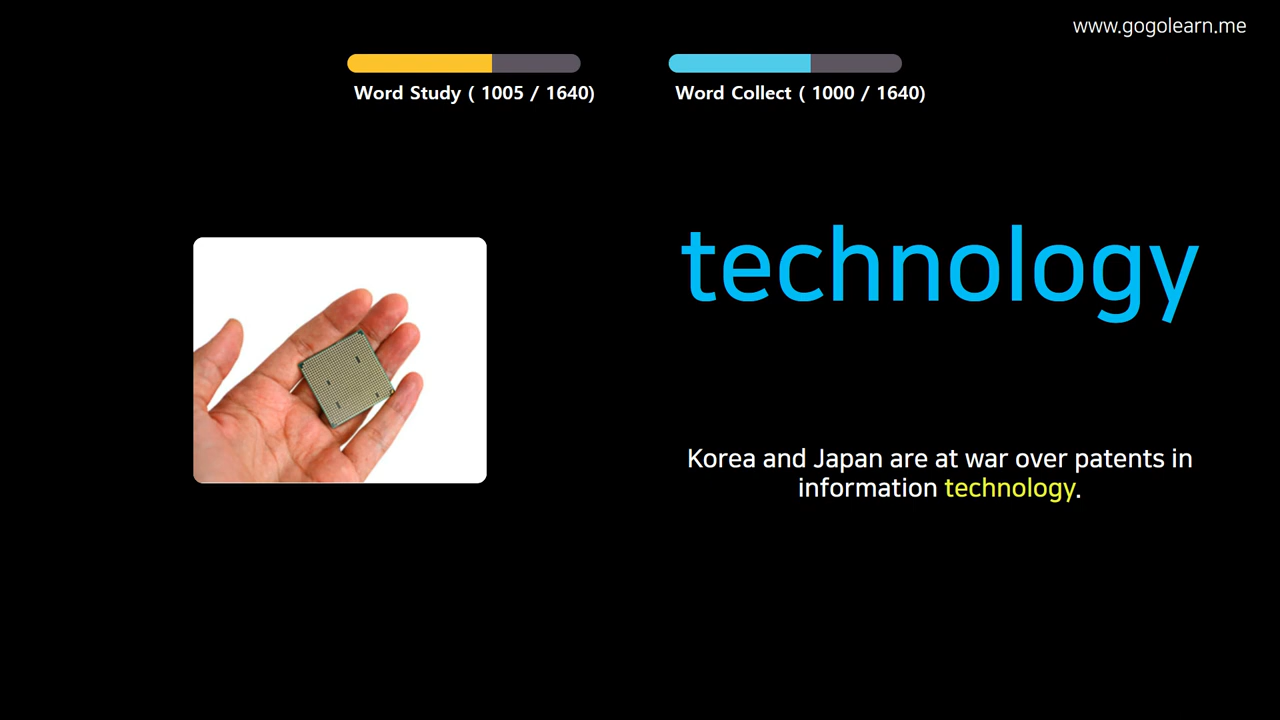 www.gogolearn.me
Word Study ( 1005 / 1640)
Word Collect ( 1000 / 1640)
technology
Korea and Japan are at war over patents in
information technology.